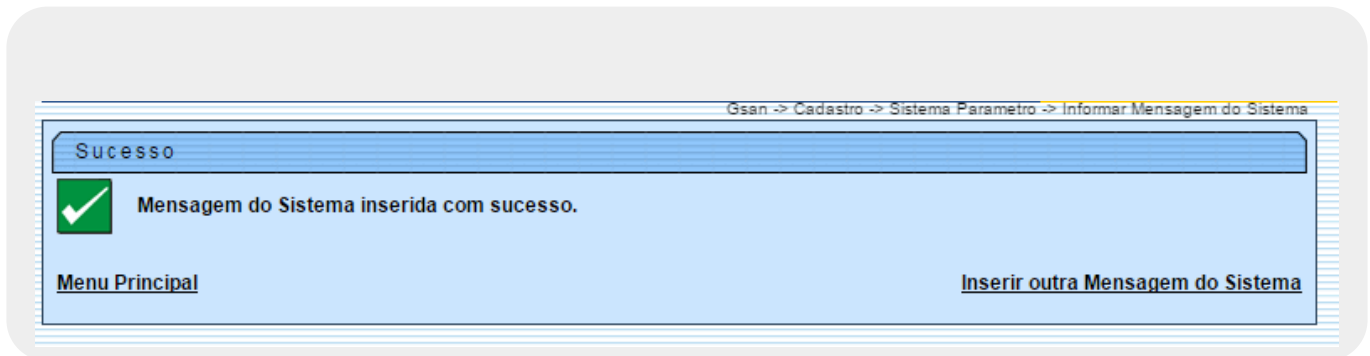 Gsan -> Cadastro -> Sistema Parametro -> Informar Mensagem do Sistema
Sucesso
Mensagem do Sistema inserida com sucesso.
Menu Principal
Inserir outra Mensagem do Sistema